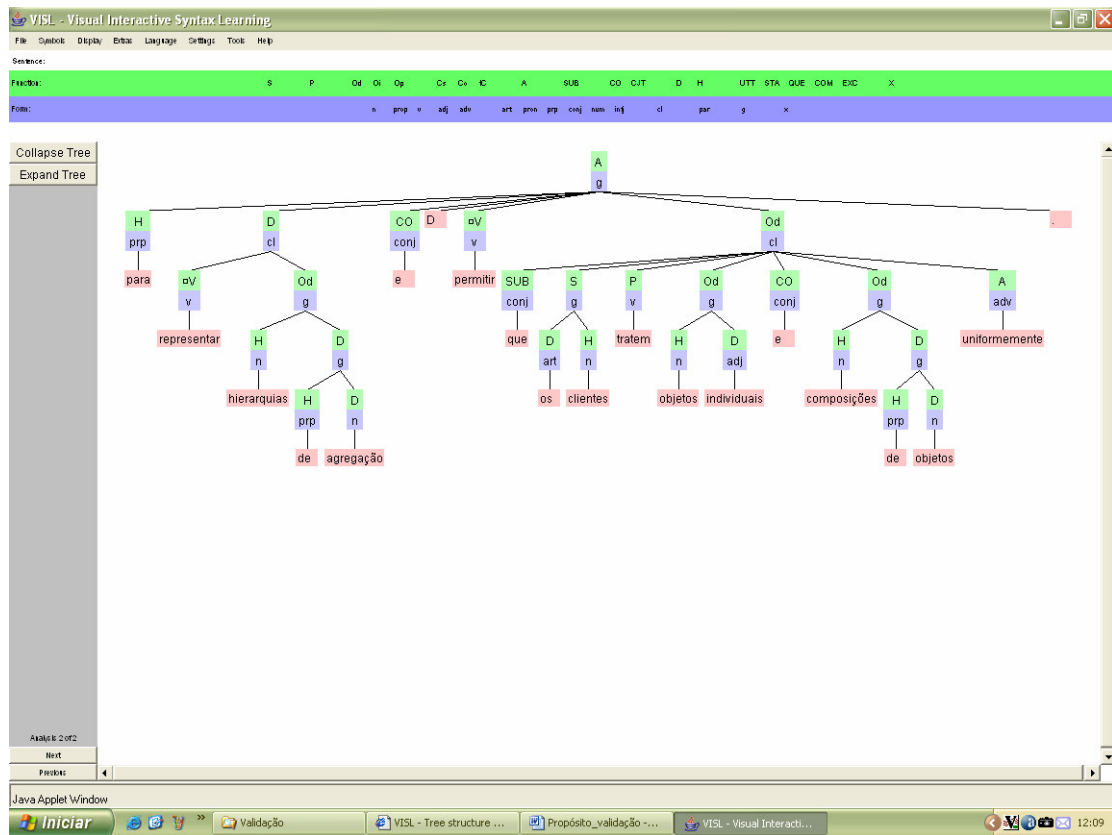 VISL - Visual Interactive Syntax Learning
File Symbols Display Extras Language Settings Tools Help
Sentence:
Function: S P Od Oi Op Cs Co fC A SUB CO CJT D H UTT STA QUE COM EXC X
Form: n prop v adj adv art pron prp conj num infj cl par g x
Collapse Tree
Expand Tree
A
g
H D CO D ¤V Od .
prp cl conj v cl
para e permitir
¤V Od SUB S P Od CO Od A
v g conj g v g conj g adv
representar que tratem e uniformemente
H D D H H D H D
n g art n n adj n g
hierarquias os clientes objetos individuais composições
H D H D
prp n prp n
de agregação de objetos
Analysis 2 of 2
Next
Previous
Java Applet Window
Iniciar » Validação VISL - Tree structure ... Propósito_validação -... VISL - Visual Interacti... 12:09